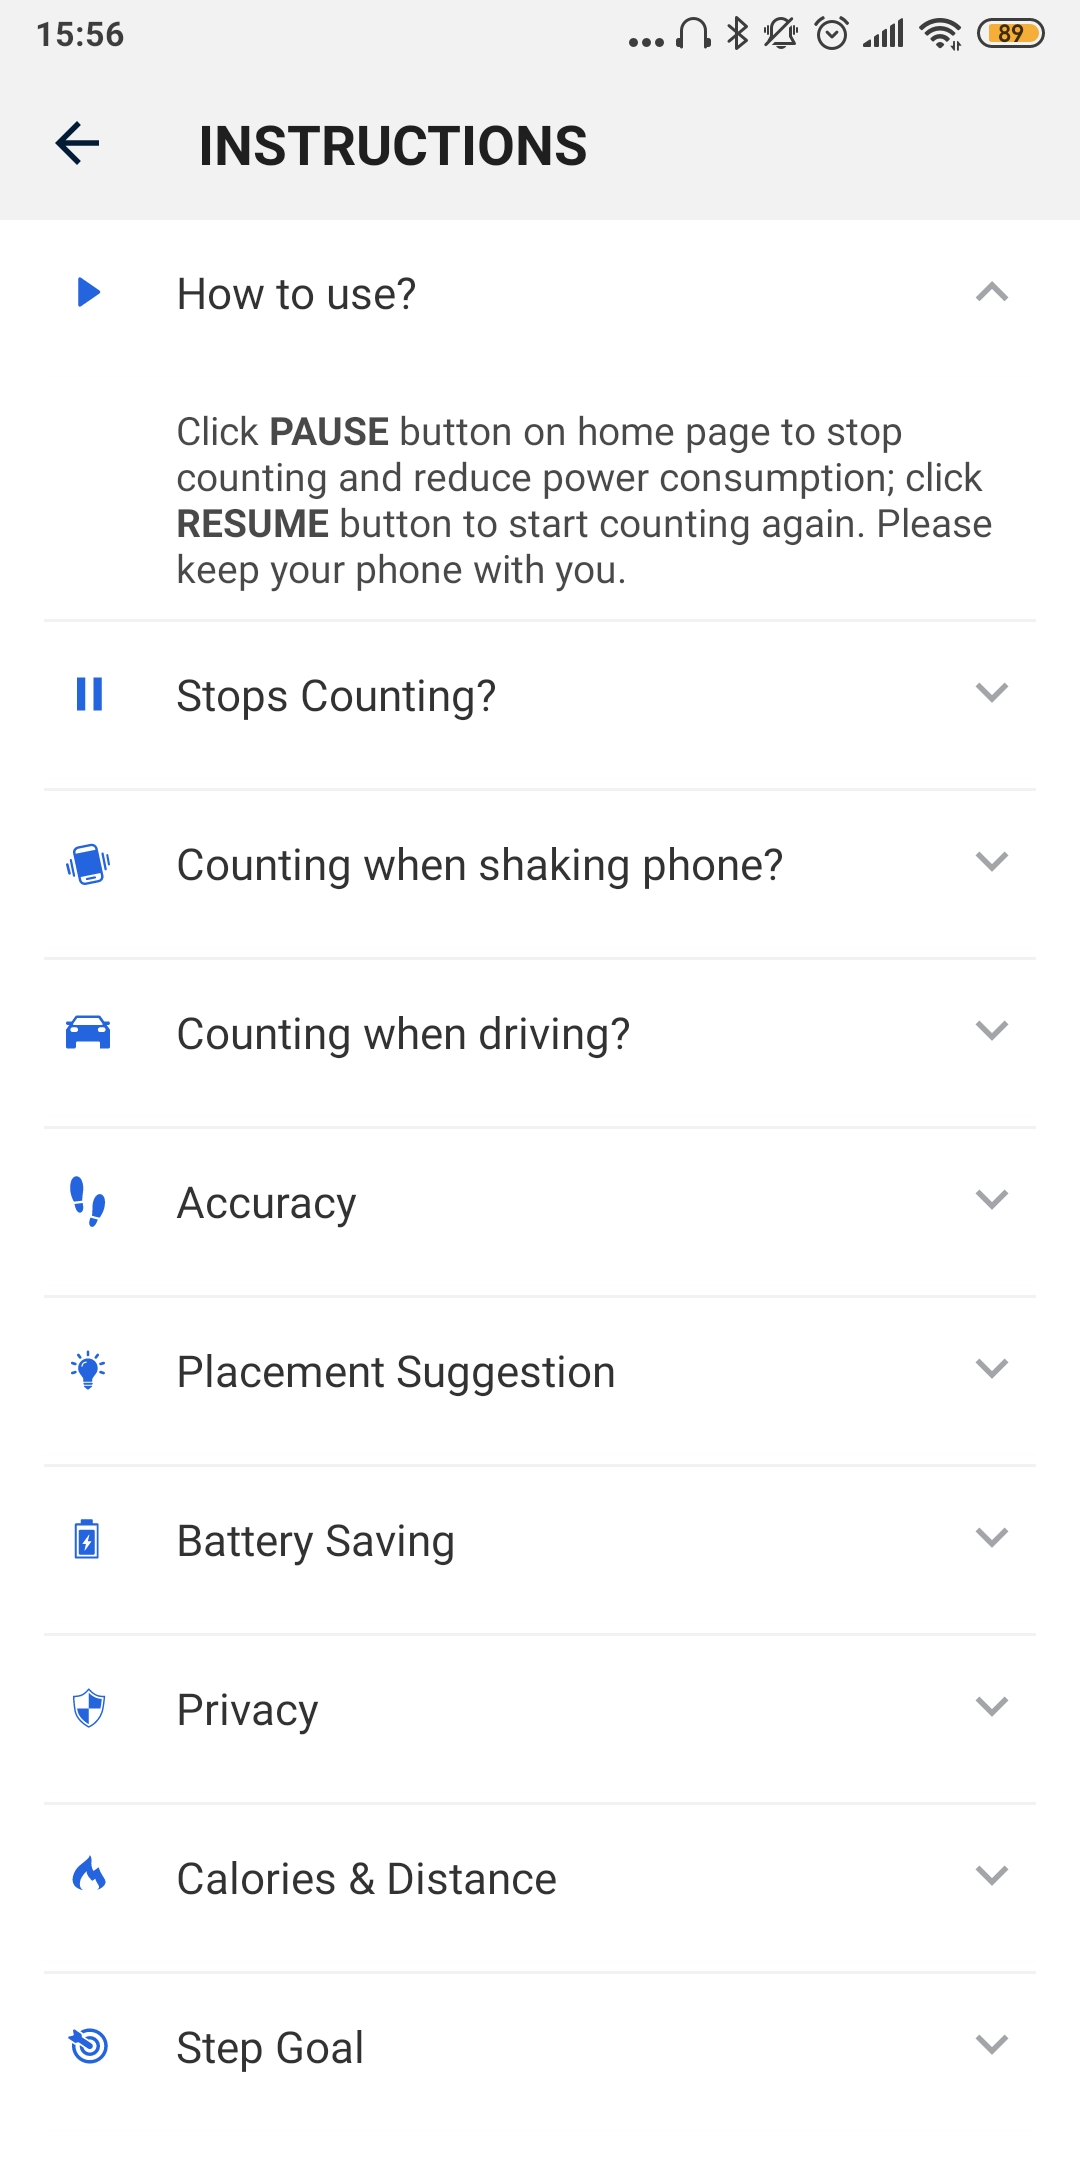 15:56
89
INSTRUCTIONS
How to use?
Click PAUSE button on home page to stop
counting and reduce power consumption; click
RESUME button to start counting again. Please
keep your phone with you.
Stops Counting?
Counting when shaking phone?
Counting when driving?
Accuracy
Placement Suggestion
Battery Saving
Privacy
Calories & Distance
Step Goal